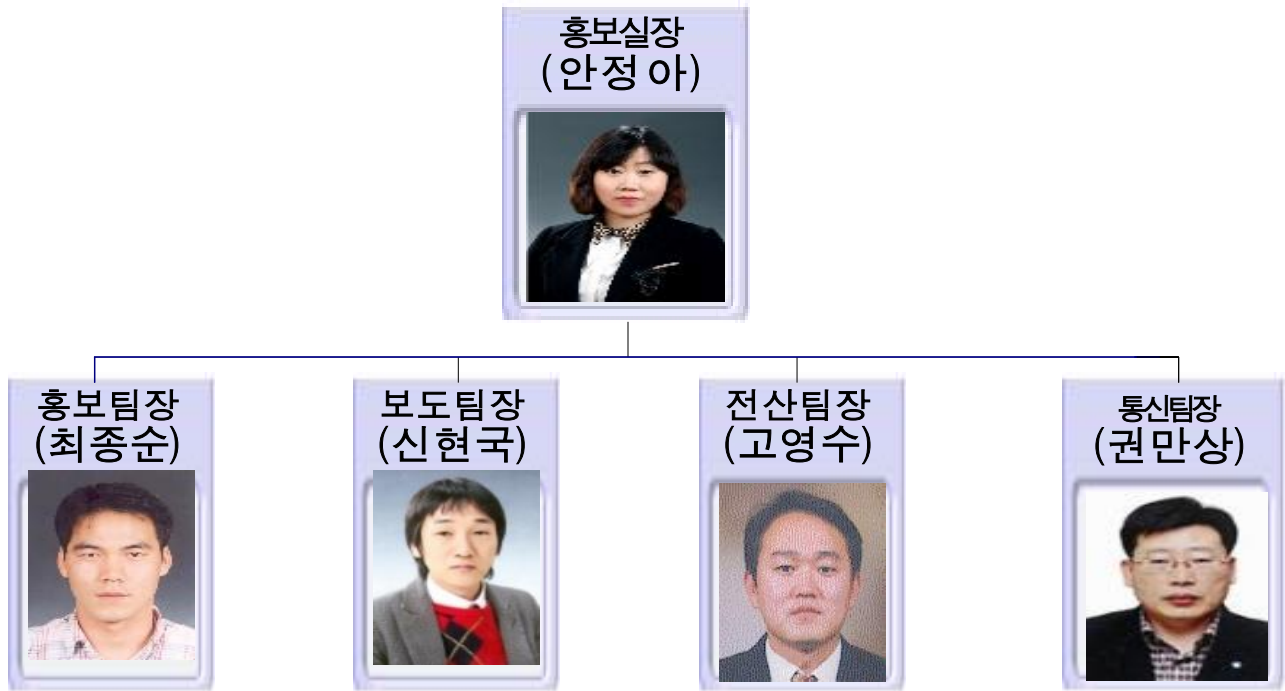 홍보실장
(안정아)
홍보팀장
(최종순)
보도팀장
(신현국)
전산팀장
(고영수)
통신팀장
(권만상)